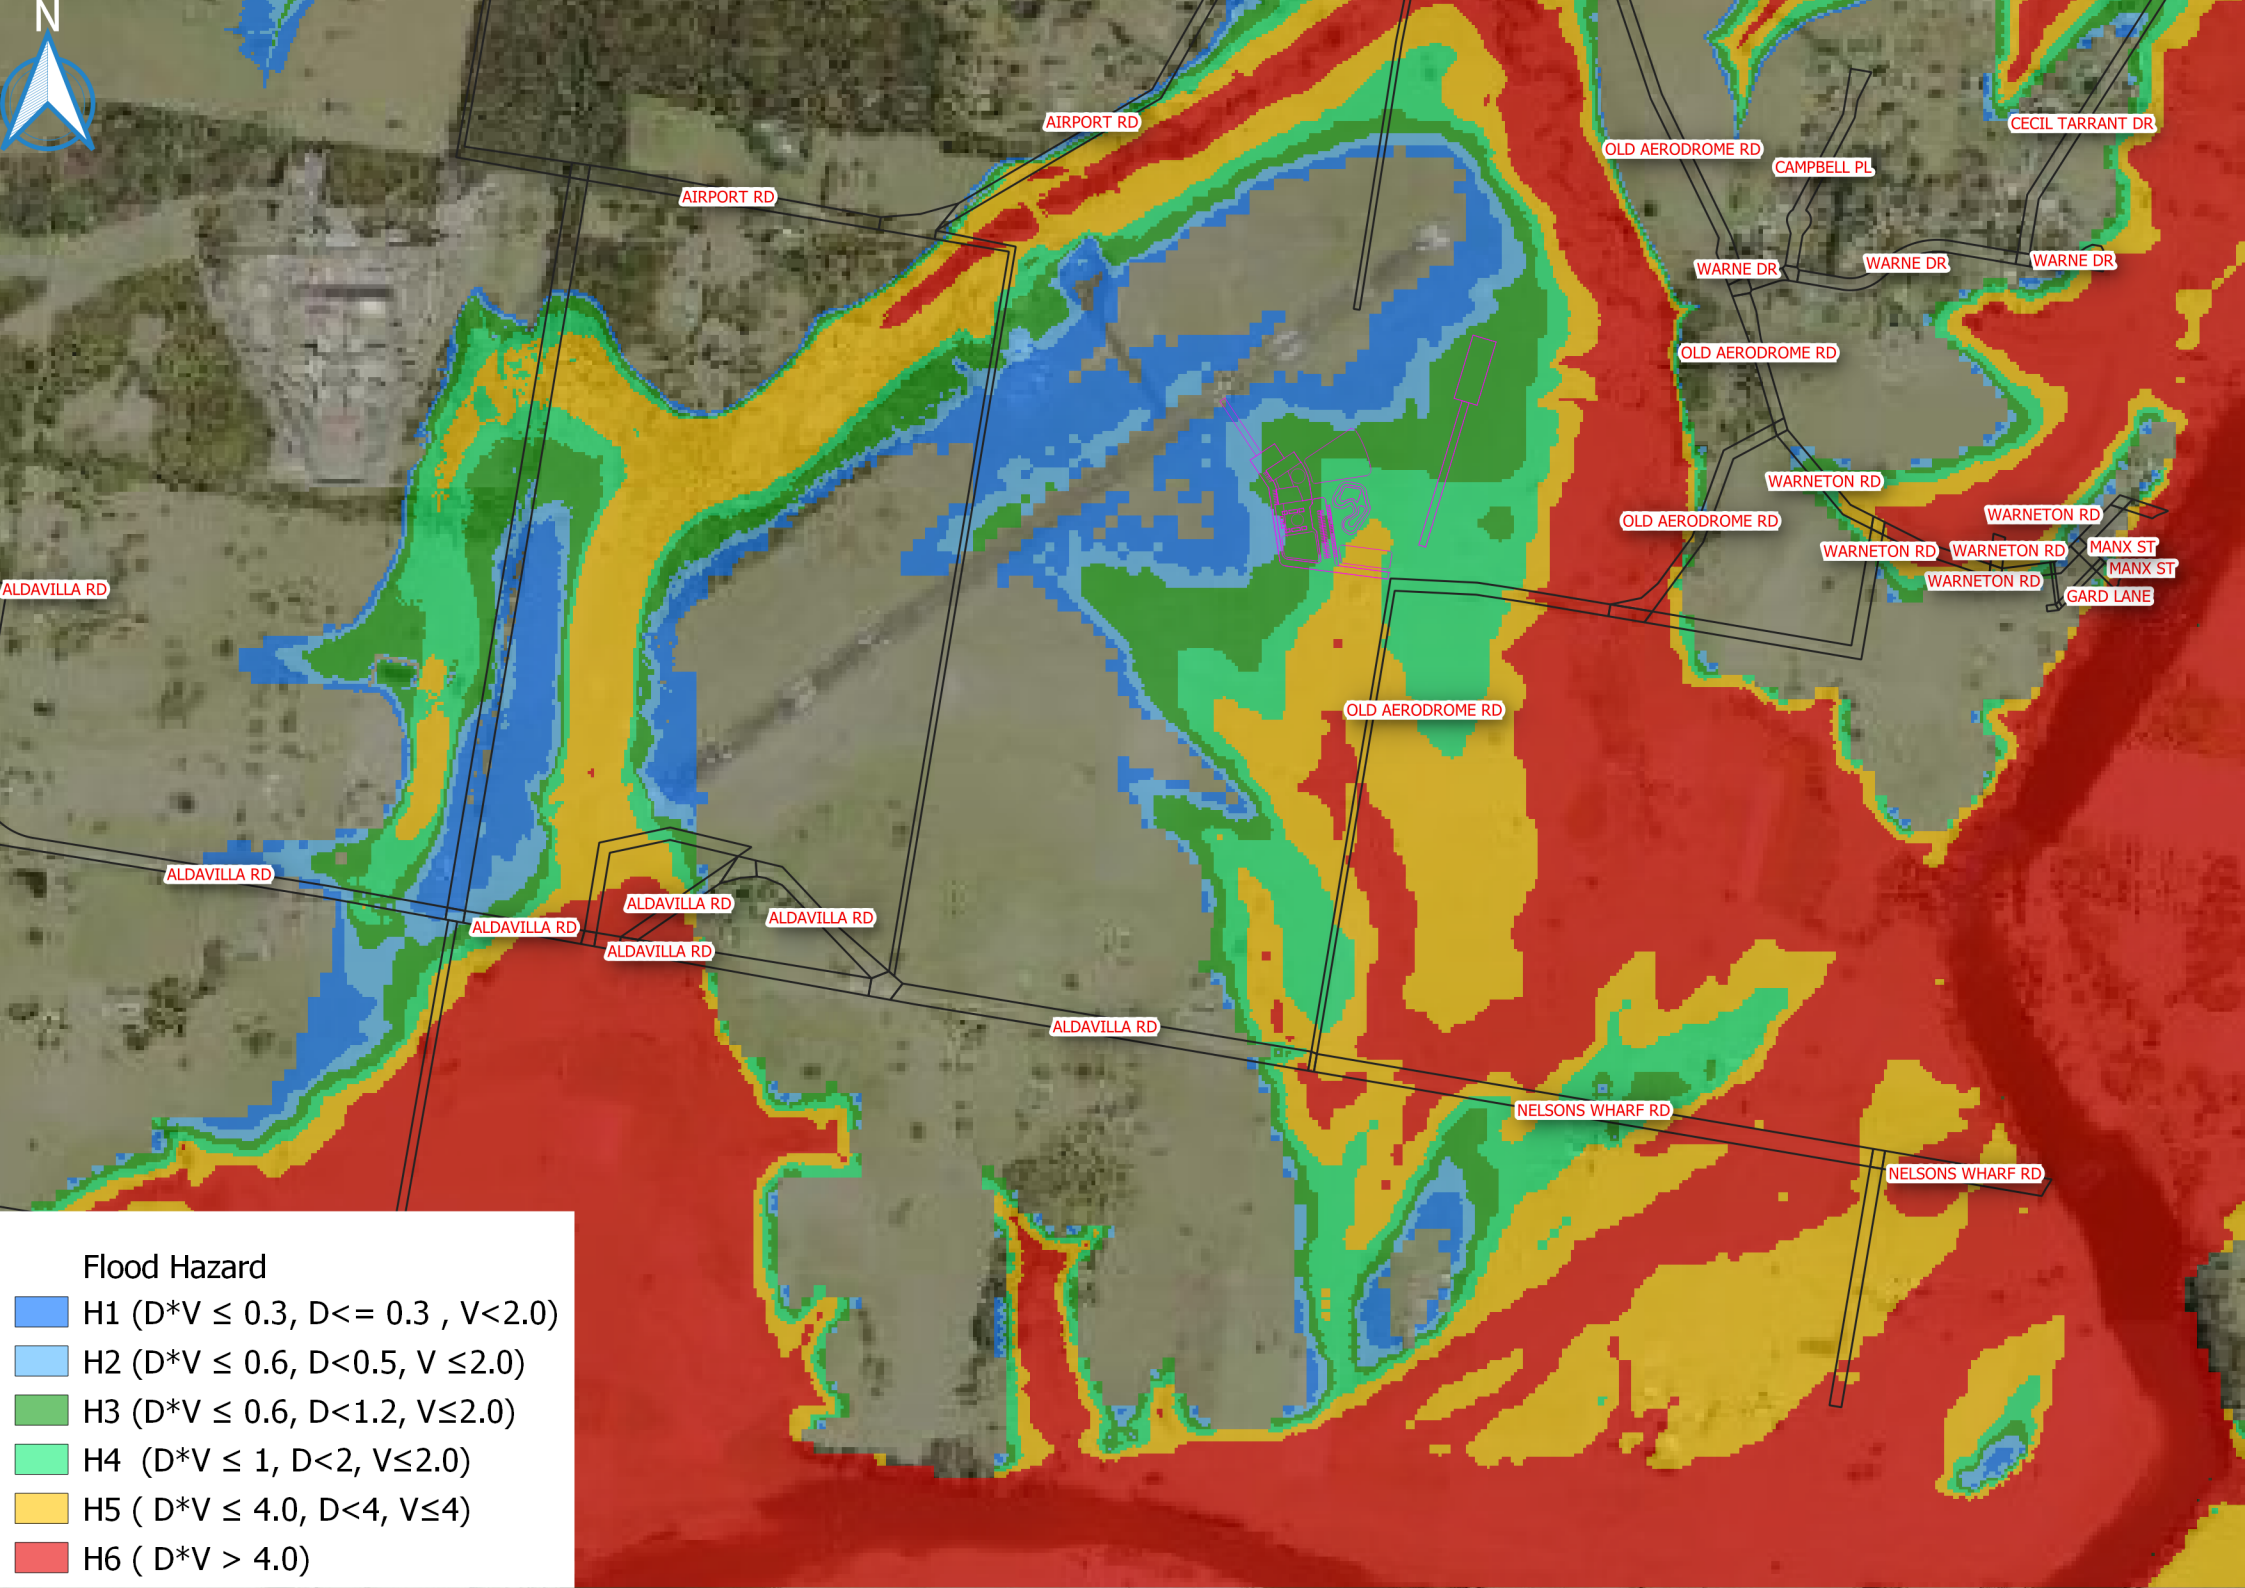 N
AIRPORT RD
CECIL TARRANT DR
OLD AERODROME RD
CAMPBELL PL
AIRPORT RD
WARNE DR
WARNE DR
WARNE DR
OLD AERODROME RD
WARNETON RD
WARNETON RD
OLD AERODROME RD
WARNETON RD
WARNETON RD
MANX ST
MANX ST
WARNETON RD
ALDAVILLA RD
GARD LANE
OLD AERODROME RD
ALDAVILLA RD
ALDAVILLA RD
ALDAVILLA RD
ALDAVILLA RD
ALDAVILLA RD
ALDAVILLA RD
NELSONS WHARF RD
NELSONS WHARF RD
Flood Hazard
H1 (D*V ≤ 0.3, D<= 0.3 , V<2.0)
H2 (D*V ≤ 0.6, D<0.5, V ≤2.0)
H3 (D*V ≤ 0.6, D<1.2, V≤2.0)
H4 (D*V ≤ 1, D<2, V≤2.0)
H5 ( D*V ≤ 4.0, D<4, V≤4)
H6 ( D*V > 4.0)